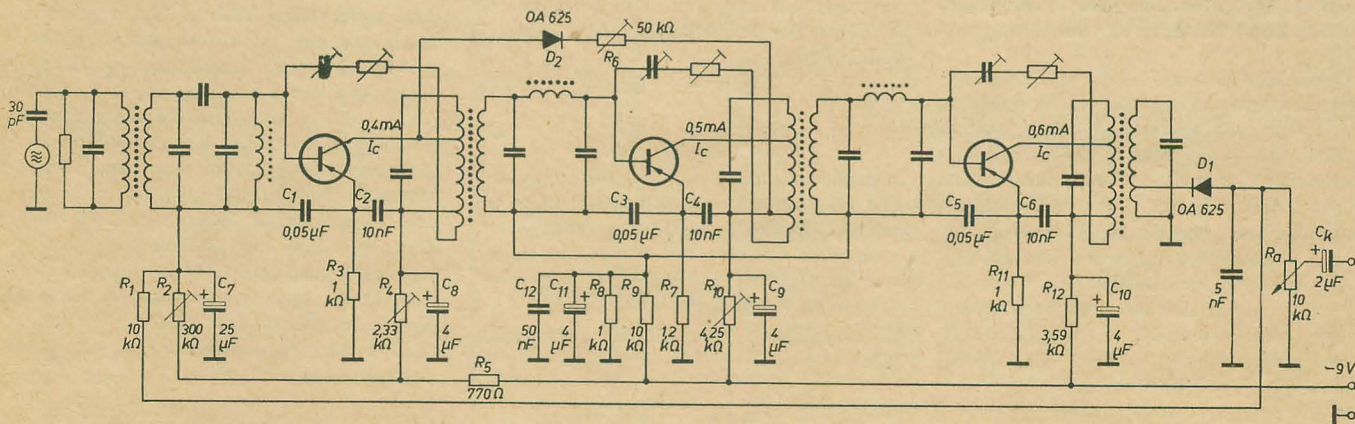 OA 625
D2
R6
50 kΩ
30
pF
0,4mA
Ic
0,5mA
Ic
0,6mA
Ic
D1
OA 625
C1
0,05µF
C2
10nF
C3
0,05µF
C4
10nF
C5
0,05µF
C6
10nF
R1
10
kΩ
R2
300
kΩ
+
C7
25
µF
R3
1
kΩ
R4
2,33
kΩ
+
C8
4
µF
C12
50
nF
C11
+
4
µF
R8
1
kΩ
R9
10
kΩ
R7
1,2
kΩ
R10
4,25
kΩ
+
C9
4
µF
R11
1
kΩ
R12
3,59
kΩ
+
C10
4
µF
5
nF
Ra
10
kΩ
Ck
+
2µF
R5
770Ω
−9V